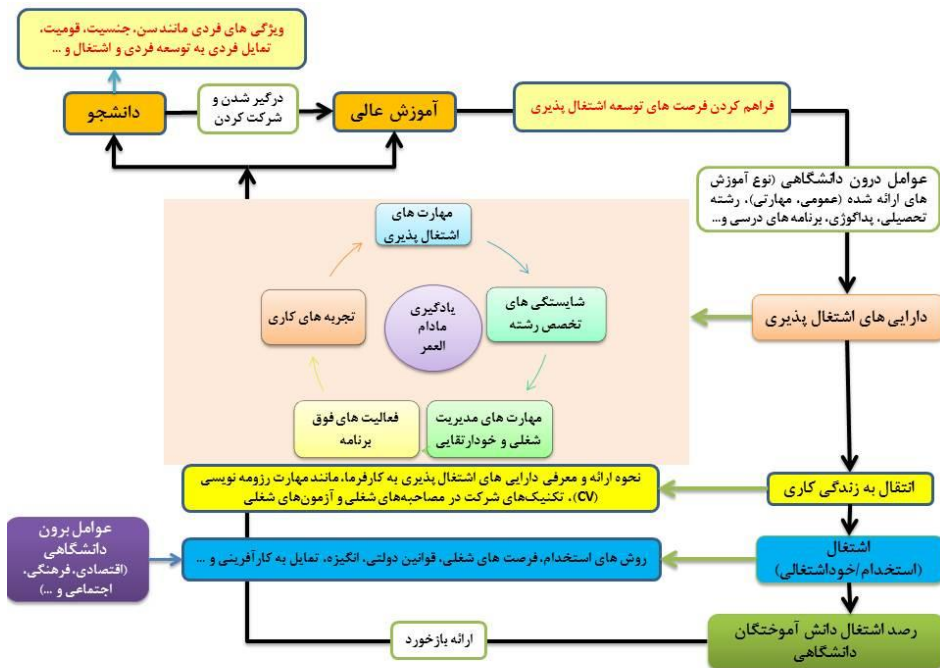 ویژگی های فردی مانند سن، جنسیت، قومیت،
تمایل فردی به توسعه فردی و اشتغال و ...
دانشجو
درگیر شدن و
شرکت کردن
آموزش عالی
فراهم کردن فرصت های توسعه اشتغال پذیری
عوامل درون دانشگاهی (نوع آموزش
های ارائه شده (عمومی، مهارتی)، رشته
تحصیلی، پداگوژی، برنامه های درسی و...
مهارت های
اشتغال پذیری
شایستگی های
تخصص رشته
مهارت های مدیریت
شغلی و خودارتقایی
فعالیت های فوق
برنامه
تجربه های کاری
یادگیری
مادام
العمر
دارایی های اشتغال پذیری
انتقال به زندگی کاری
نحوه ارائه و معرفی دارایی های اشتغال پذیری به کارفرما، مانند مهارت رزومه نویسی
(CV)، تکنیک‌های شرکت در مصاحبه‌های شغلی و آزمون‌های شغلی
اشتغال
(استخدام/خوداشتغالی)
روش های استخدام، فرصت های شغلی، قوانین دولتی، انگیزه، تمایل به کارآفرینی و ...
عوامل برون
دانشگاهی
(اقتصادی، فرهنگی،
اجتماعی و ...)
رصد اشتغال دانش آموختگان
دانشگاهی
ارائه بازخورد